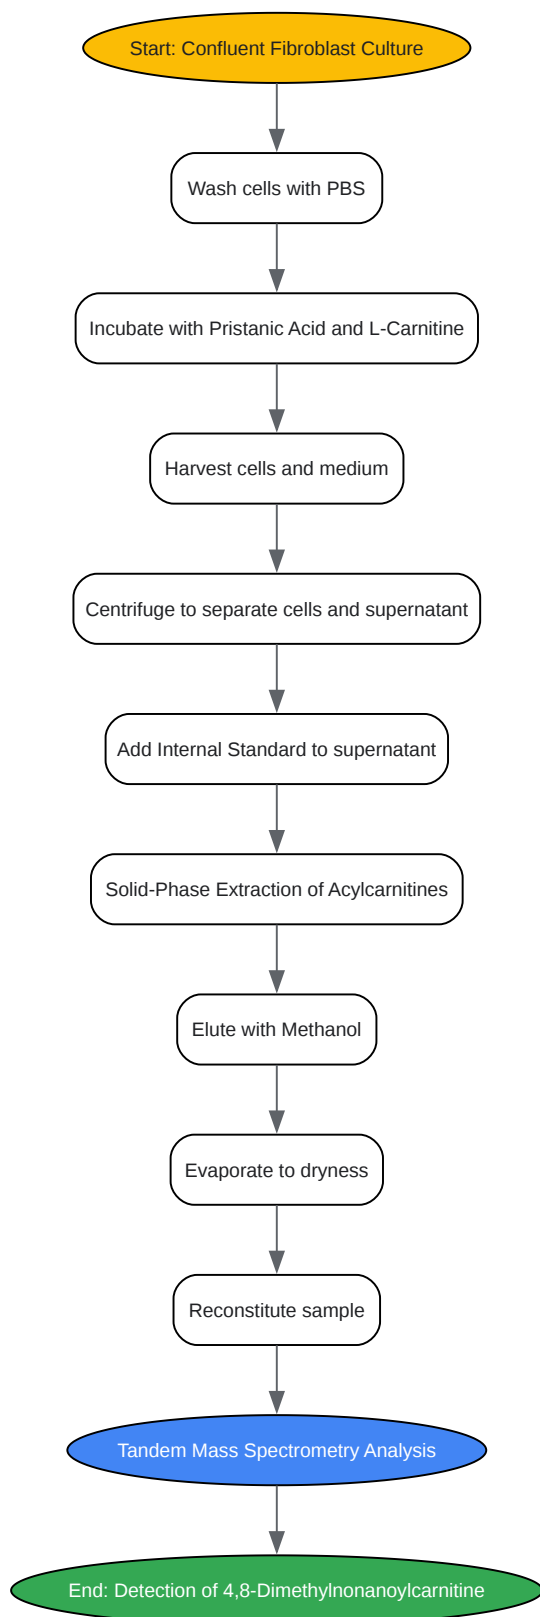 Start: Confluent Fibroblast Culture
Wash cells with PBS
Incubate with Pristanic Acid and L-Carnitine
Harvest cells and medium
Centrifuge to separate cells and supernatant
Add Internal Standard to supernatant
Solid-Phase Extraction of Acylcarnitines
Elute with Methanol
Evaporate to dryness
Reconstitute sample
Tandem Mass Spectrometry Analysis
End: Detection of 4,8-Dimethylnonanoylcarnitine